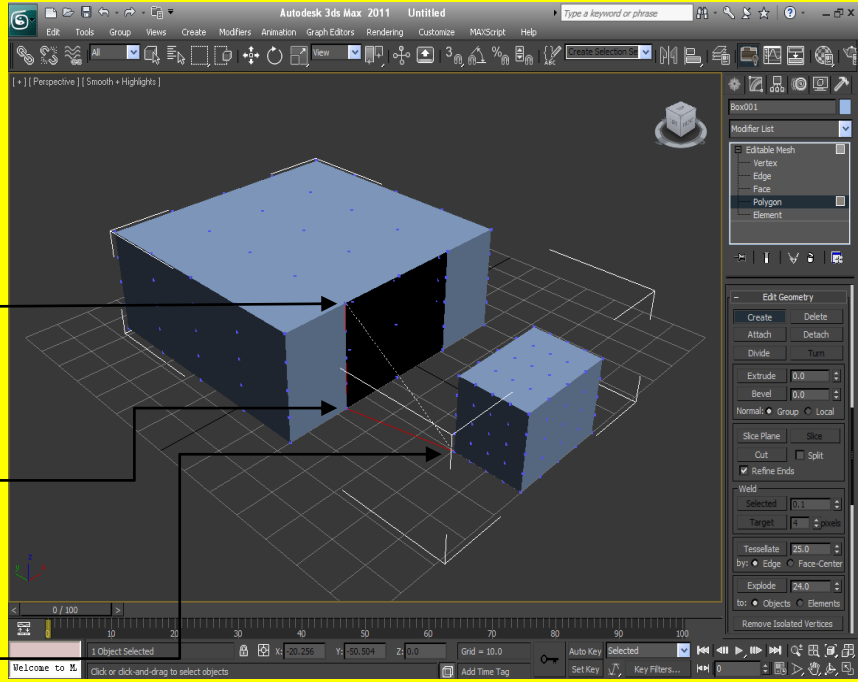 Autodesk 3ds Max 2011 Untitled
Type a keyword or phrase
Edit Tools Group Views Create Modifiers Animation Graph Editors Rendering Customize MAXScript Help
All
View
3
Create Selection Se
[ + ] [ Perspective ] [ Smooth + Highlights ]
Box001
Modifier List
Editable Mesh
Vertex
Edge
Face
Polygon
Element
Edit Geometry
Create Delete
Attach Detach
Divide Turn
Extrude 0.0
Bevel 0.0
Normal: Group Local
Slice Plane Slice
Cut Split
Refine Ends
Weld
Selected 0.1
Target 4 pixels
Tessellate 25.0
by: Edge Face-Center
Explode 24.0
to: Objects Elements
Remove Isolated Vertices
z
y x
< 0 / 100 >
0 10 20 30 40 50 60 70 80 90 100
1 Object Selected X: -20.256 Y: -50.504 Z: 0.0 Grid = 10.0 Auto Key Selected
Welcome to M. Click or click-and-drag to select objects Add Time Tag Set Key Key Filters... 0